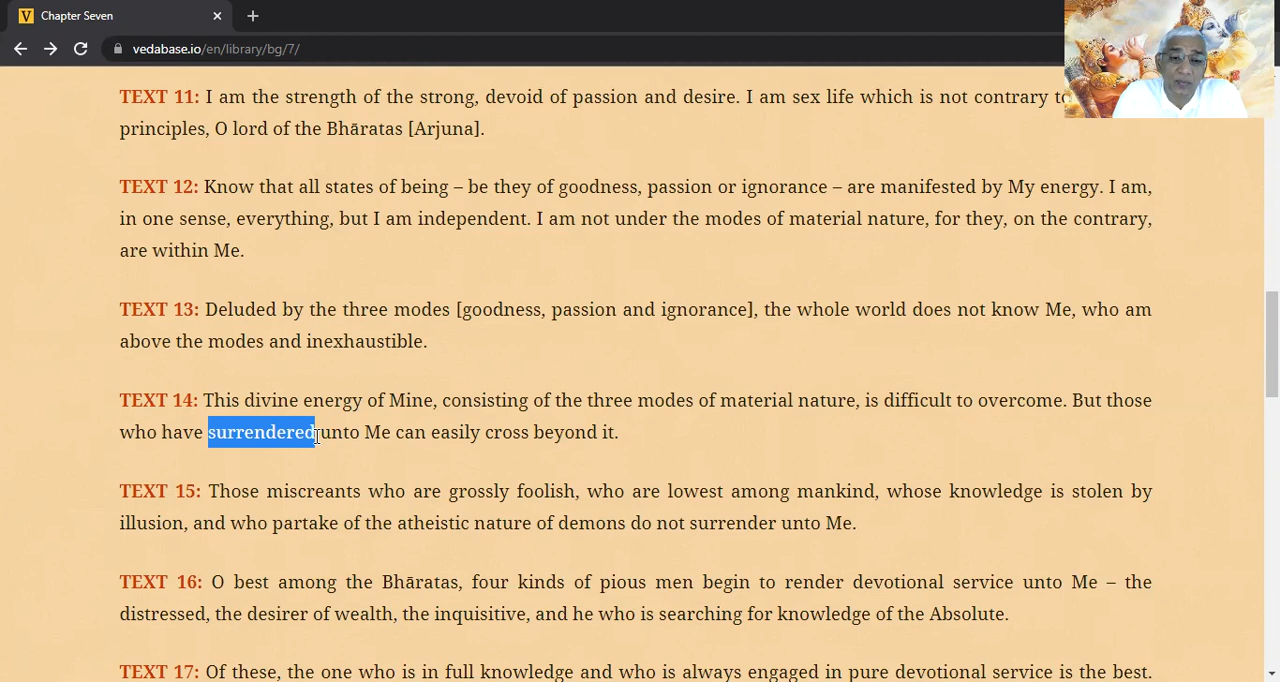 Chapter Seven
vedabase.io/en/library/bg/7/
TEXT 11: I am the strength of the strong, devoid of passion and desire. I am sex life which is not contrary
principles, O lord of the Bhāratas [Arjuna].
TEXT 12: Know that all states of being – be they of goodness, passion or ignorance – are manifested by My energy. I am,
in one sense, everything, but I am independent. I am not under the modes of material nature, for they, on the contrary,
are within Me.
TEXT 13: Deluded by the three modes [goodness, passion and ignorance], the whole world does not know Me, who am
above the modes and inexhaustible.
TEXT 14: This divine energy of Mine, consisting of the three modes of material nature, is difficult to overcome. But those
who have surrendered unto Me can easily cross beyond it.
TEXT 15: Those miscreants who are grossly foolish, who are lowest among mankind, whose knowledge is stolen by
illusion, and who partake of the atheistic nature of demons do not surrender unto Me.
TEXT 16: O best among the Bhāratas, four kinds of pious men begin to render devotional service unto Me – the
distressed, the desirer of wealth, the inquisitive, and he who is searching for knowledge of the Absolute.
TEXT 17: Of these, the one who is in full knowledge and who is always engaged in pure devotional service is the best.